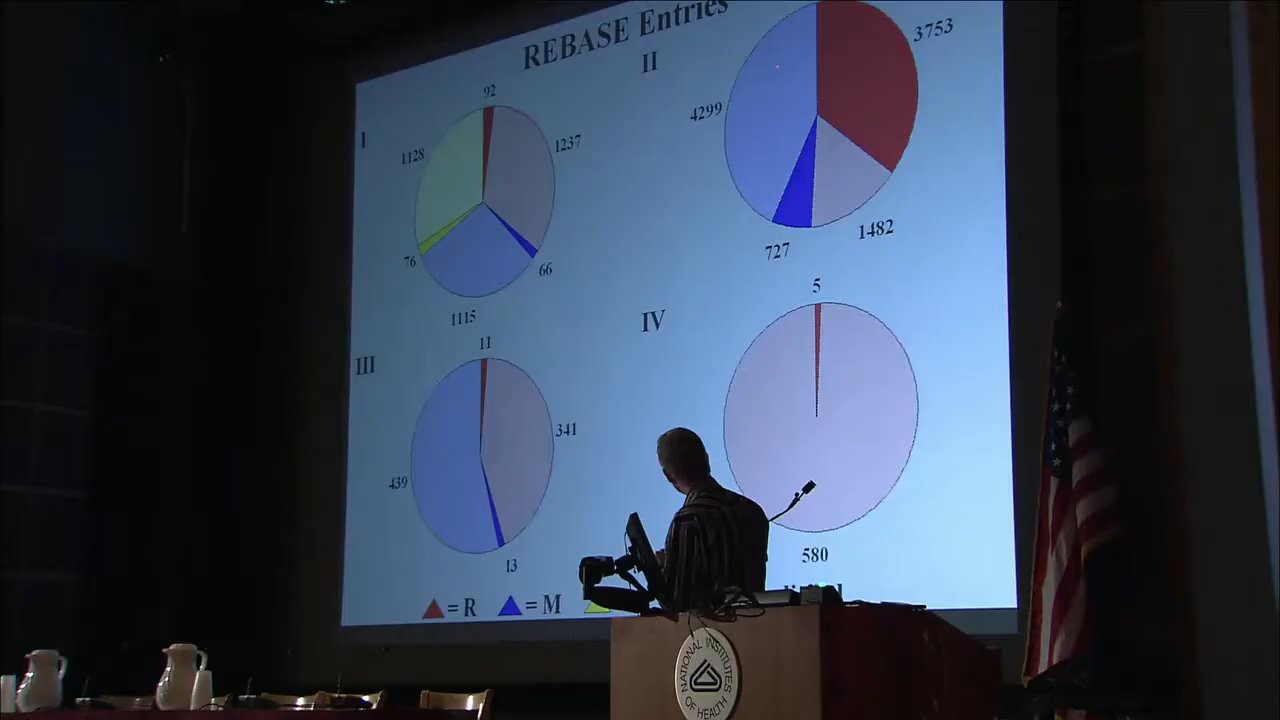 REBASE Entries
I
92
1237
66
1115
76
1128
II
3753
1482
727
4299
III
11
341
13
439
IV
5
580
= R
= M
NATIONAL INSTITUTES
OF HEALTH